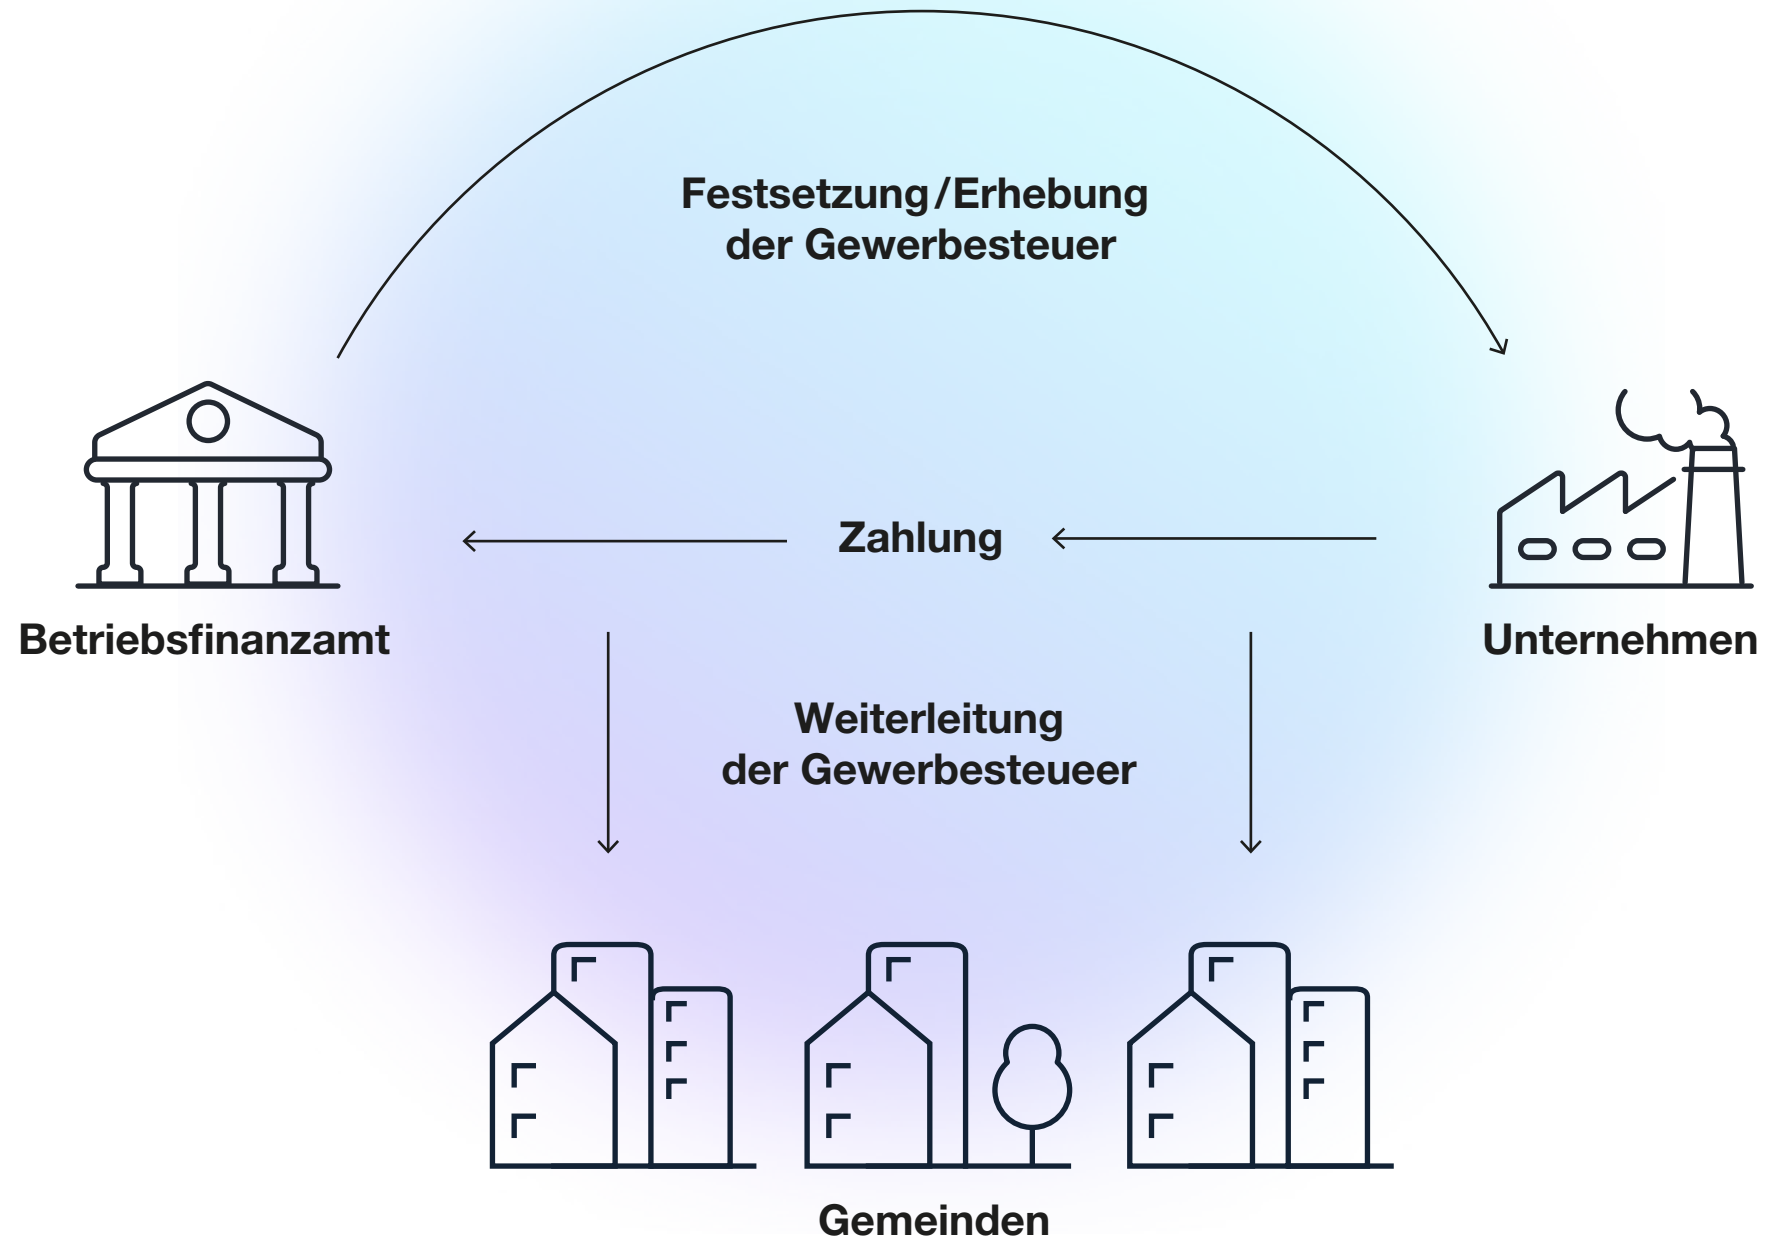 Festsetzung/Erhebung
der Gewerbesteuer
Zahlung
Betriebsfinanzamt
Unternehmen
Weiterleitung
der Gewerbesteueer
Gemeinden